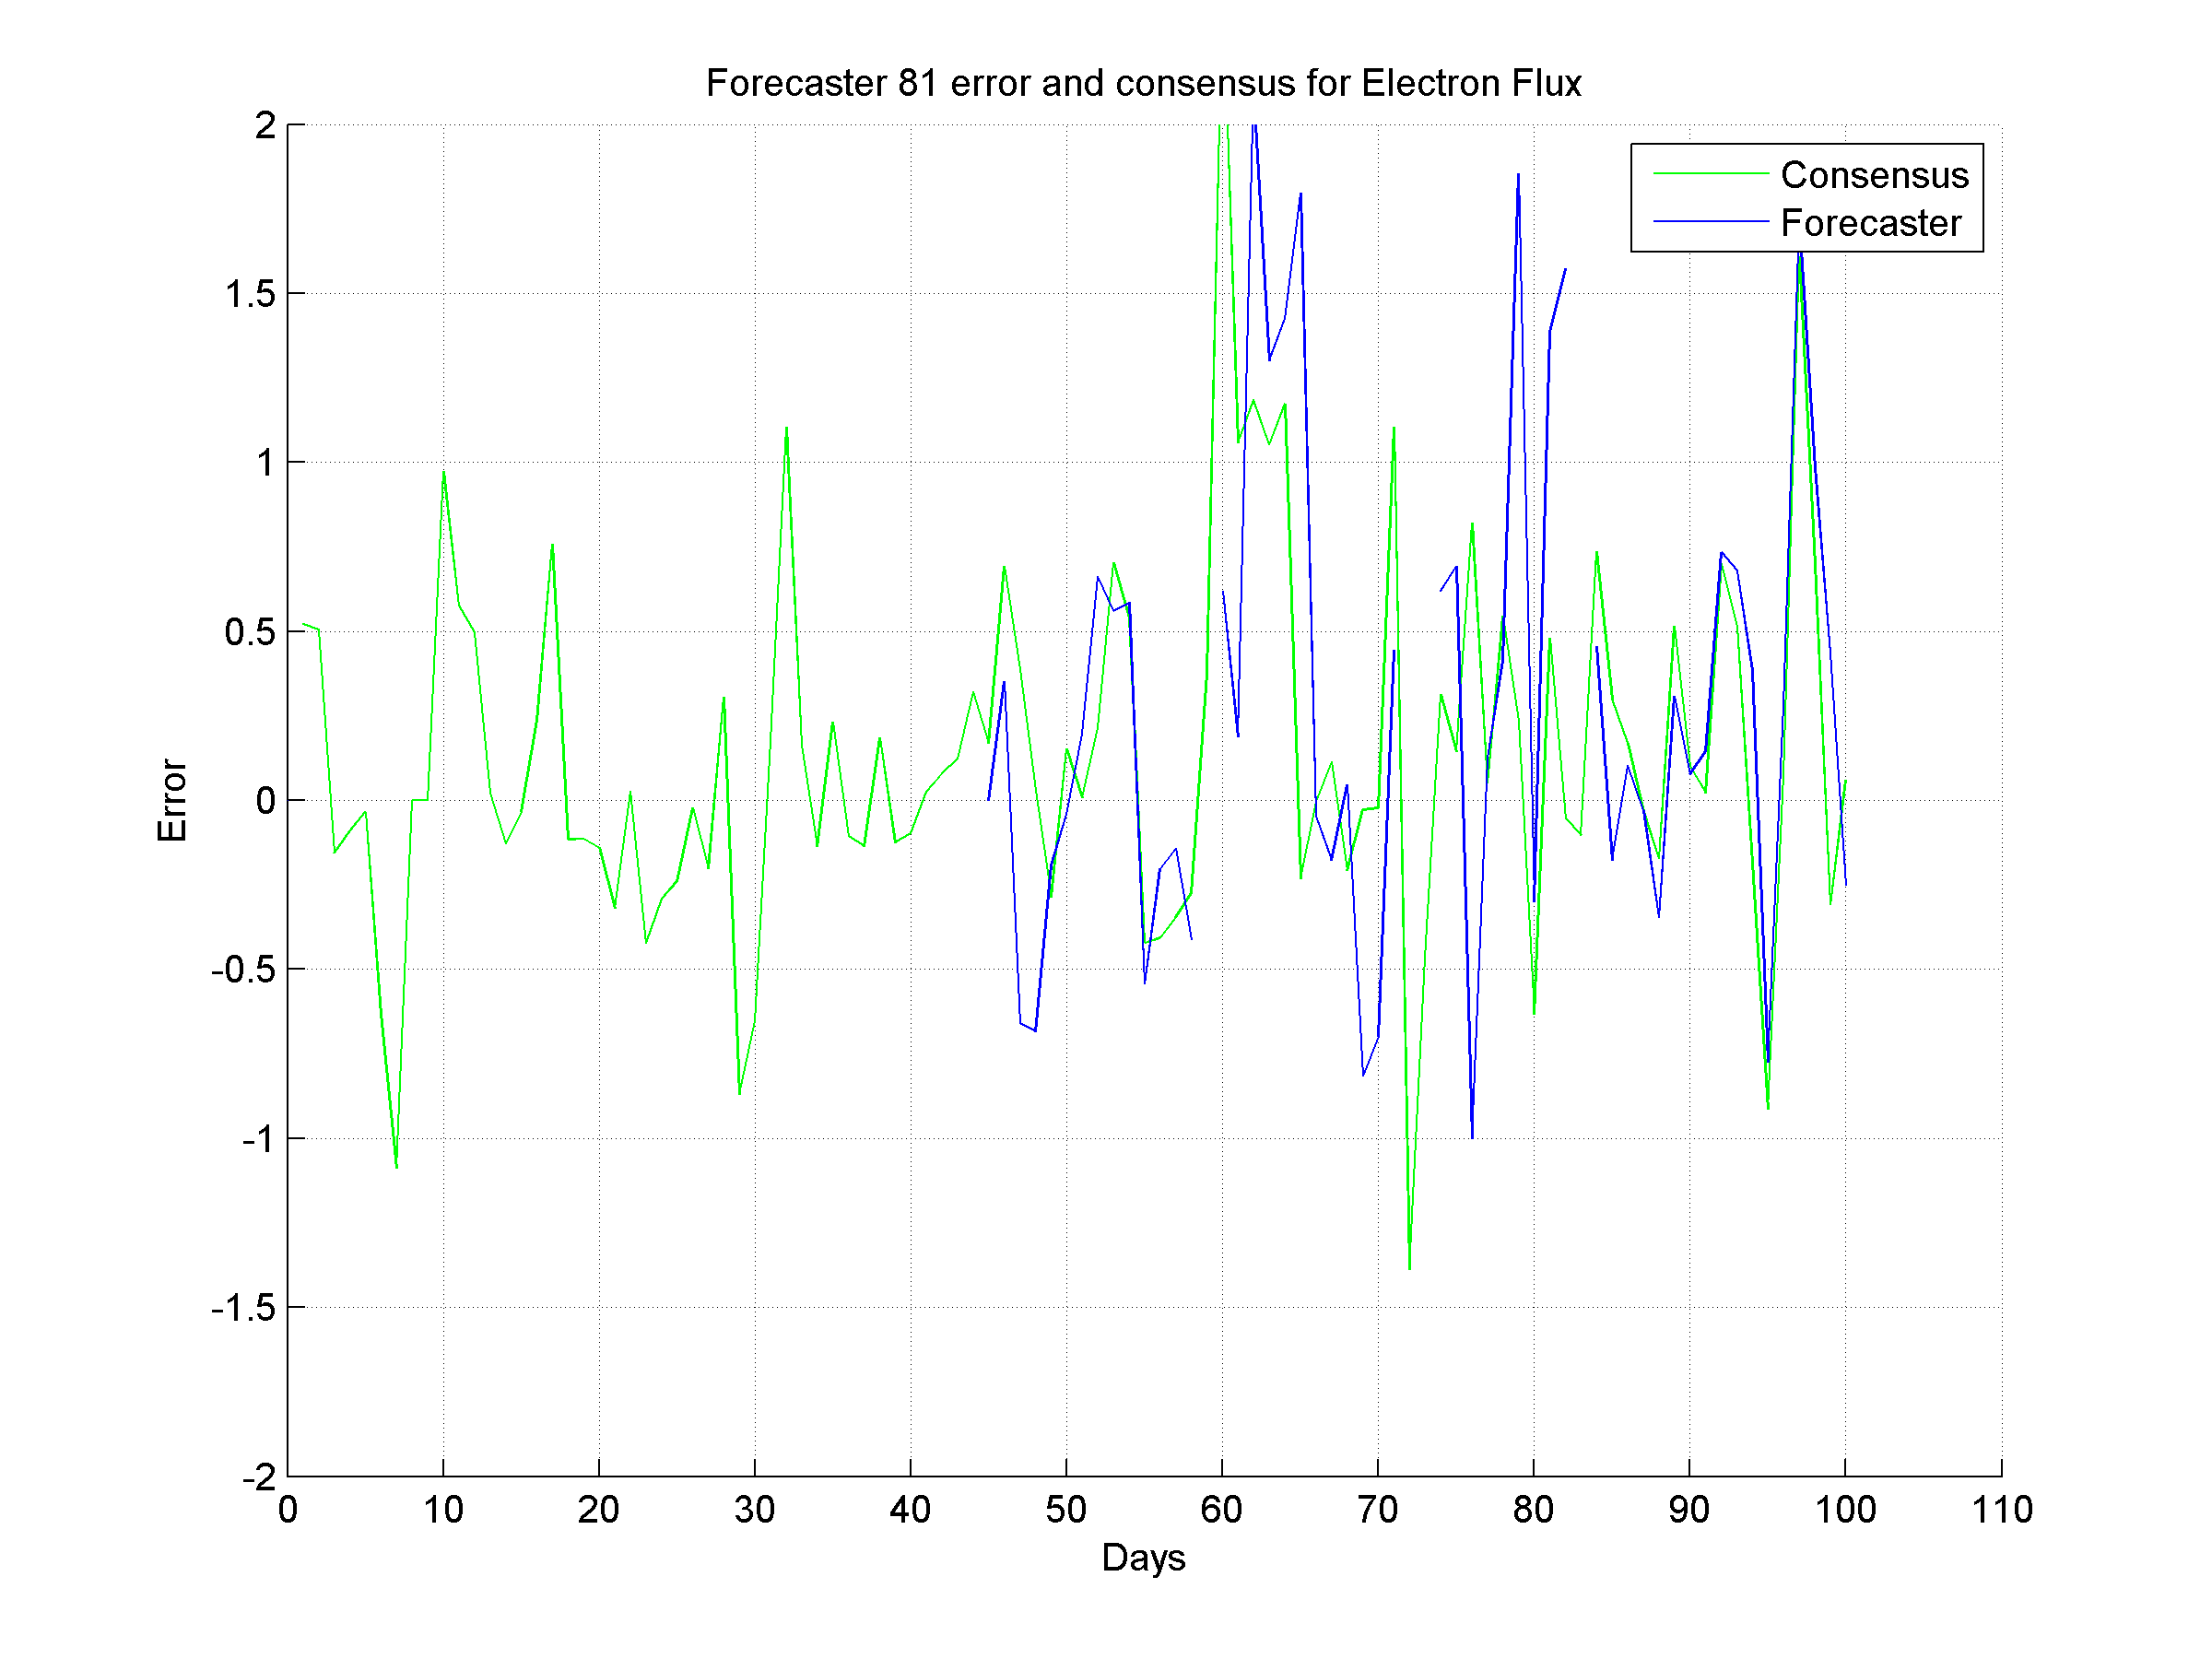 Forecaster 81 error and consensus for Electron Flux
2
1.5
1
0.5
0
-0.5
-1
-1.5
-2
Error
Consensus
Forecaster
0 10 20 30 40 50 60 70 80 90 100 110
Days